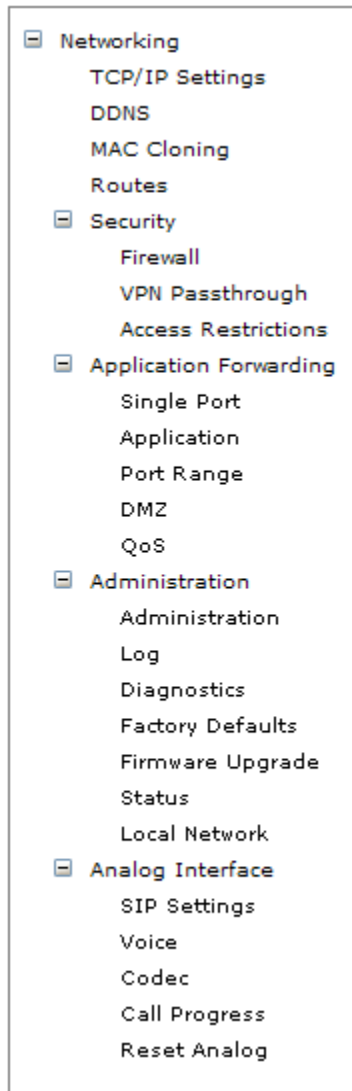 Networking
TCP/IP Settings
DDNS
MAC Cloning
Routes
Security
Firewall
VPN Passthrough
Access Restrictions
Application Forwarding
Single Port
Application
Port Range
DMZ
QoS
Administration
Administration
Log
Diagnostics
Factory Defaults
Firmware Upgrade
Status
Local Network
Analog Interface
SIP Settings
Voice
Codec
Call Progress
Reset Analog